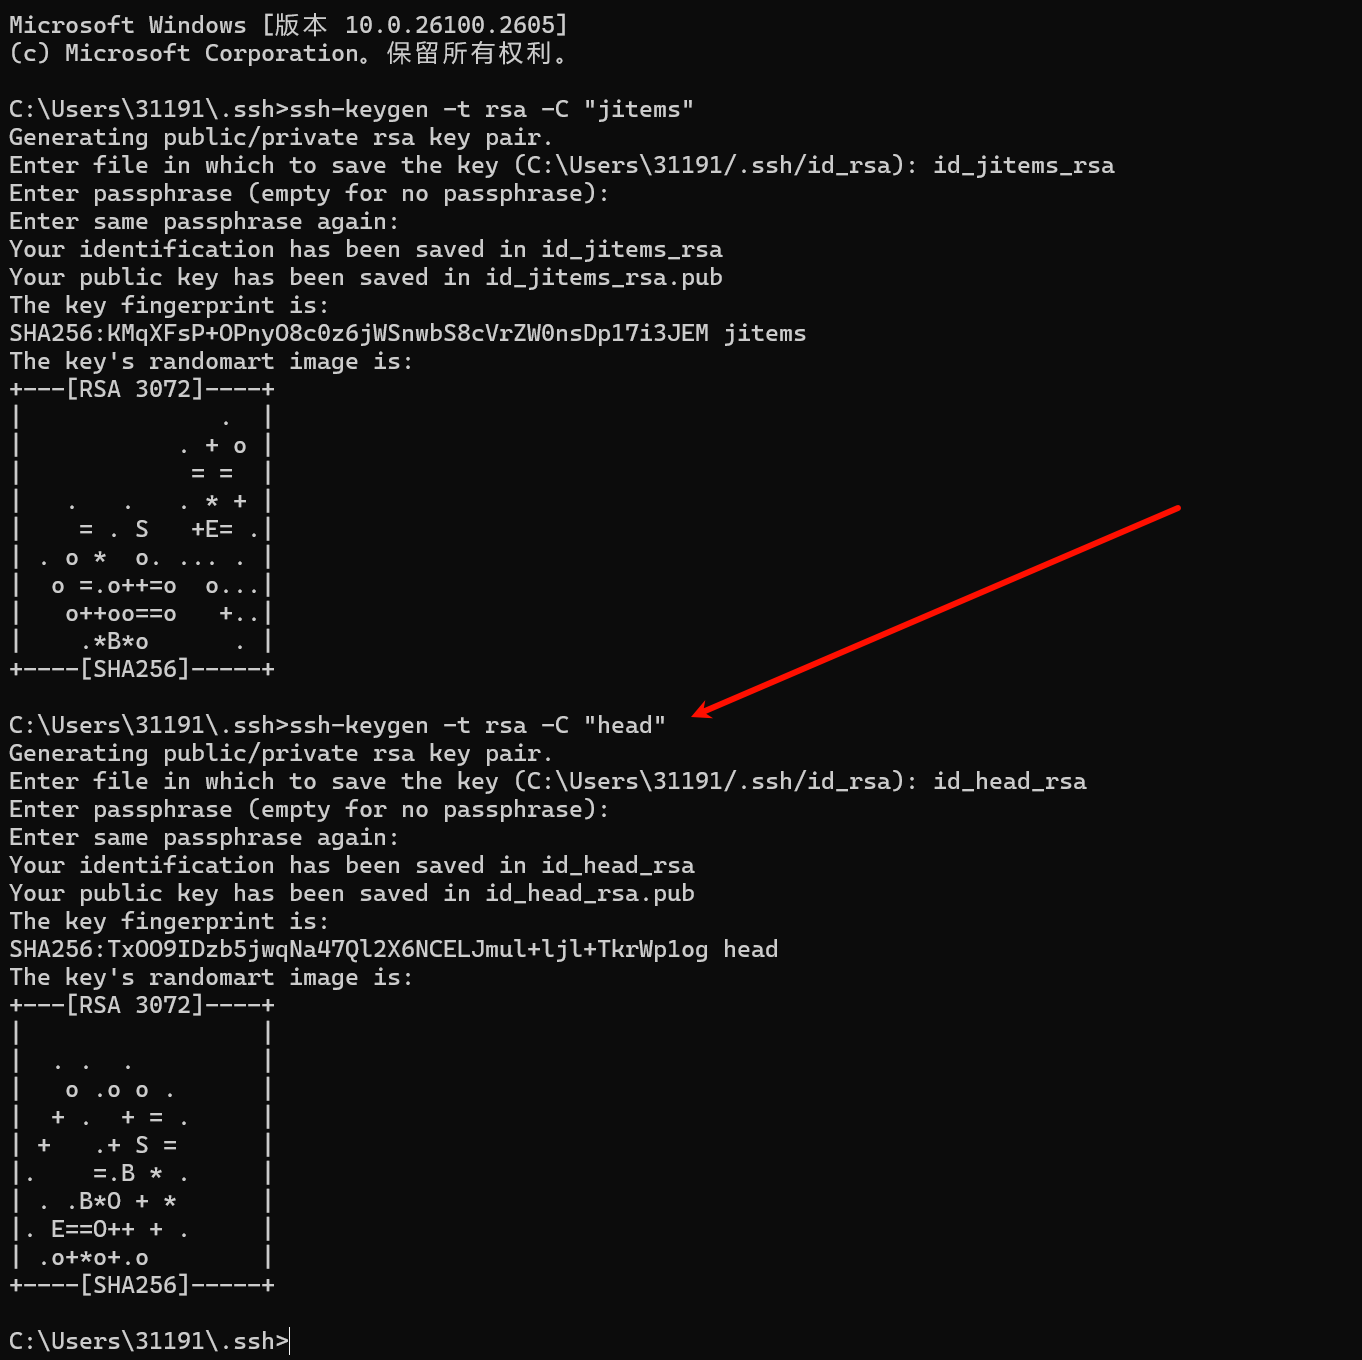 Microsoft Windows [版本 10.0.26100.2605]
(c) Microsoft Corporation。保留所有权利。
C:\Users\31191\.ssh>ssh-keygen -t rsa -C "jitems"
Generating public/private rsa key pair.
Enter file in which to save the key (C:\Users\31191/.ssh/id_rsa): id_jitems_rsa
Enter passphrase (empty for no passphrase):
Enter same passphrase again:
Your identification has been saved in id_jitems_rsa
Your public key has been saved in id_jitems_rsa.pub
The key fingerprint is:
SHA256:KMqXFsP+OPnyO8c0z6jWSnwbS8cVrZW0nsDp17i3JEM jitems
The key's randomart image is:
+---[RSA 3072]----+
|              .  |
|           . + o |
|            = =  |
|   .   .   . * + |
|    = . S   +E= .|
| . o *  o. ... . |
|  o =.o++=o  o...|
|   o++oo==o   +..|
|    .*B*o      . |
+----[SHA256]-----+
C:\Users\31191\.ssh>ssh-keygen -t rsa -C "head"
Generating public/private rsa key pair.
Enter file in which to save the key (C:\Users\31191/.ssh/id_rsa): id_head_rsa
Enter passphrase (empty for no passphrase):
Enter same passphrase again:
Your identification has been saved in id_head_rsa
Your public key has been saved in id_head_rsa.pub
The key fingerprint is:
SHA256:TxOO9IDzb5jwqNa47Ql2X6NCELJmul+ljl+TkrWp1og head
The key's randomart image is:
+---[RSA 3072]----+
|                 |
|  . .  .         |
|   o .o o .      |
|  + .  + = .     |
| +   .+ S =      |
|.    =.B * .     |
| . .B*O + *      |
|. E==O++ + .     |
| .o+*o+.o        |
+----[SHA256]-----+
C:\Users\31191\.ssh>